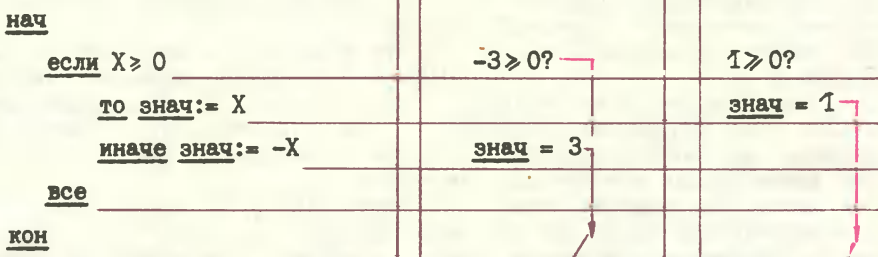 нач
если X ⩾ 0 -3 ⩾ 0? 1 ⩾ 0?
то знач:= X знач = 1
иначе знач:= -X знач = 3
все
кон